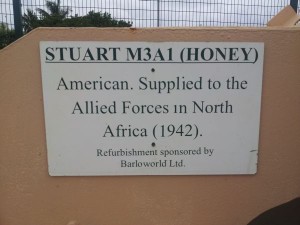 STUART M3A1 (HONEY)
American. Supplied to the
Allied Forces in North
Africa (1942).
Refurbishment sponsored by
Barloworld Ltd.